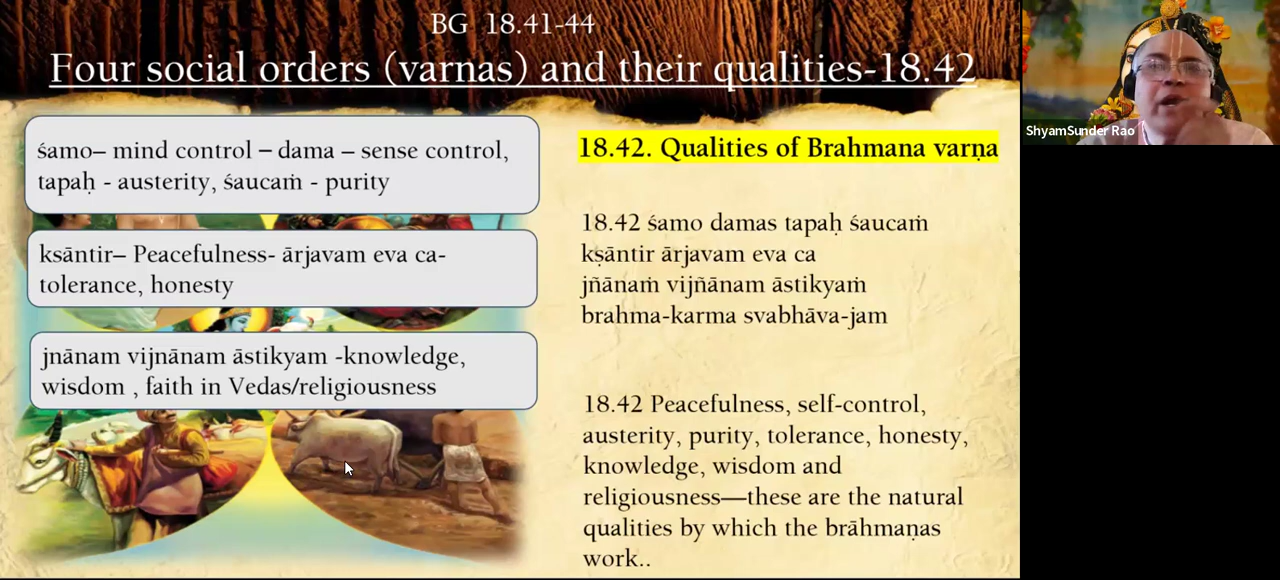 BG 18.41-44
Four social orders (varnas) and their qualities-18.42
śamo– mind control – dama – sense control,
tapaḥ - austerity, śaucaṁ - purity
ksāntir– Peacefulness- ārjavam eva ca-
tolerance, honesty
jnānam vijnānam āstikyam -knowledge,
wisdom , faith in Vedas/religiousness
18.42. Qualities of Brahmana varṇa
18.42 śamo damas tapaḥ śaucaṁ
kṣāntir ārjavam eva ca
jñānaṁ vijñānam āstikyaṁ
brahma-karma svabhāva-jam
18.42 Peacefulness, self-control,
austerity, purity, tolerance, honesty,
knowledge, wisdom and
religiousness—these are the natural
qualities by which the brāhmaṇas
work..
ShyamSunder Rao